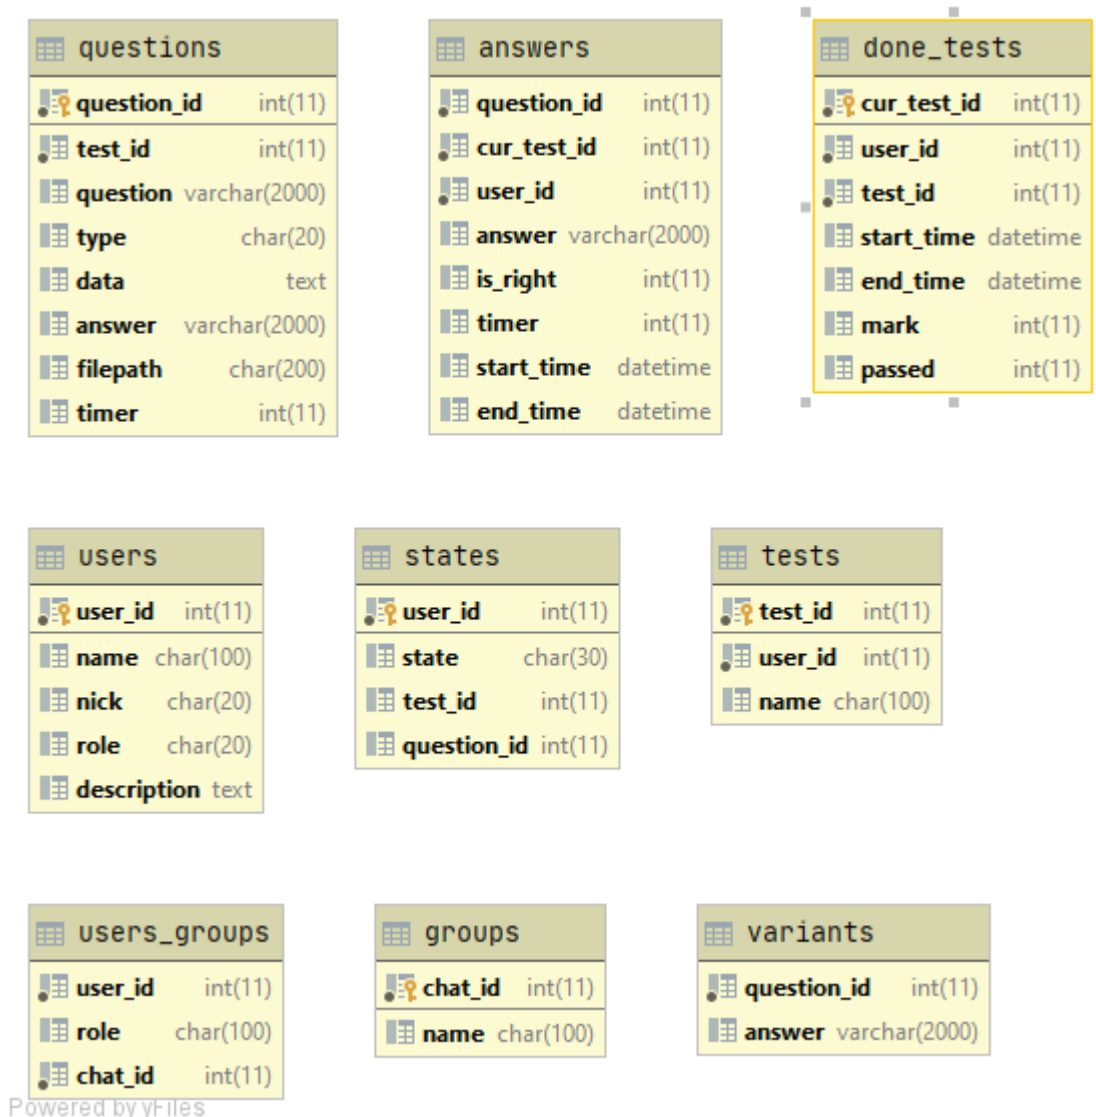 questions
question_id int(11)
test_id int(11)
question varchar(2000)
type char(20)
data text
answer varchar(2000)
filepath char(200)
timer int(11)
answers
question_id int(11)
cur_test_id int(11)
user_id int(11)
answer varchar(2000)
is_right int(11)
timer int(11)
start_time datetime
end_time datetime
done_tests
cur_test_id int(11)
user_id int(11)
test_id int(11)
start_time datetime
end_time datetime
mark int(11)
passed int(11)
users
user_id int(11)
name char(100)
nick char(20)
role char(20)
description text
states
user_id int(11)
state char(30)
test_id int(11)
question_id int(11)
tests
test_id int(11)
user_id int(11)
name char(100)
users_groups
user_id int(11)
role char(100)
chat_id int(11)
groups
chat_id int(11)
name char(100)
variants
question_id int(11)
answer varchar(2000)
Powered by yFiles